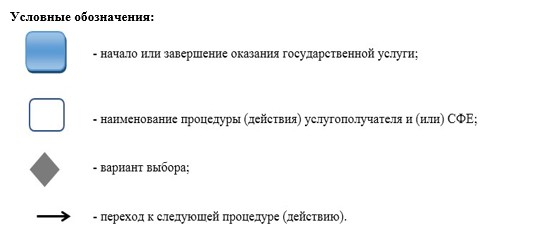 Условные обозначения:
- начало или завершение оказания государственной услуги;
- наименование процедуры (действия) услугополучателя и (или) СФЕ;
- вариант выбора;
- переход к следующей процедуре (действию).